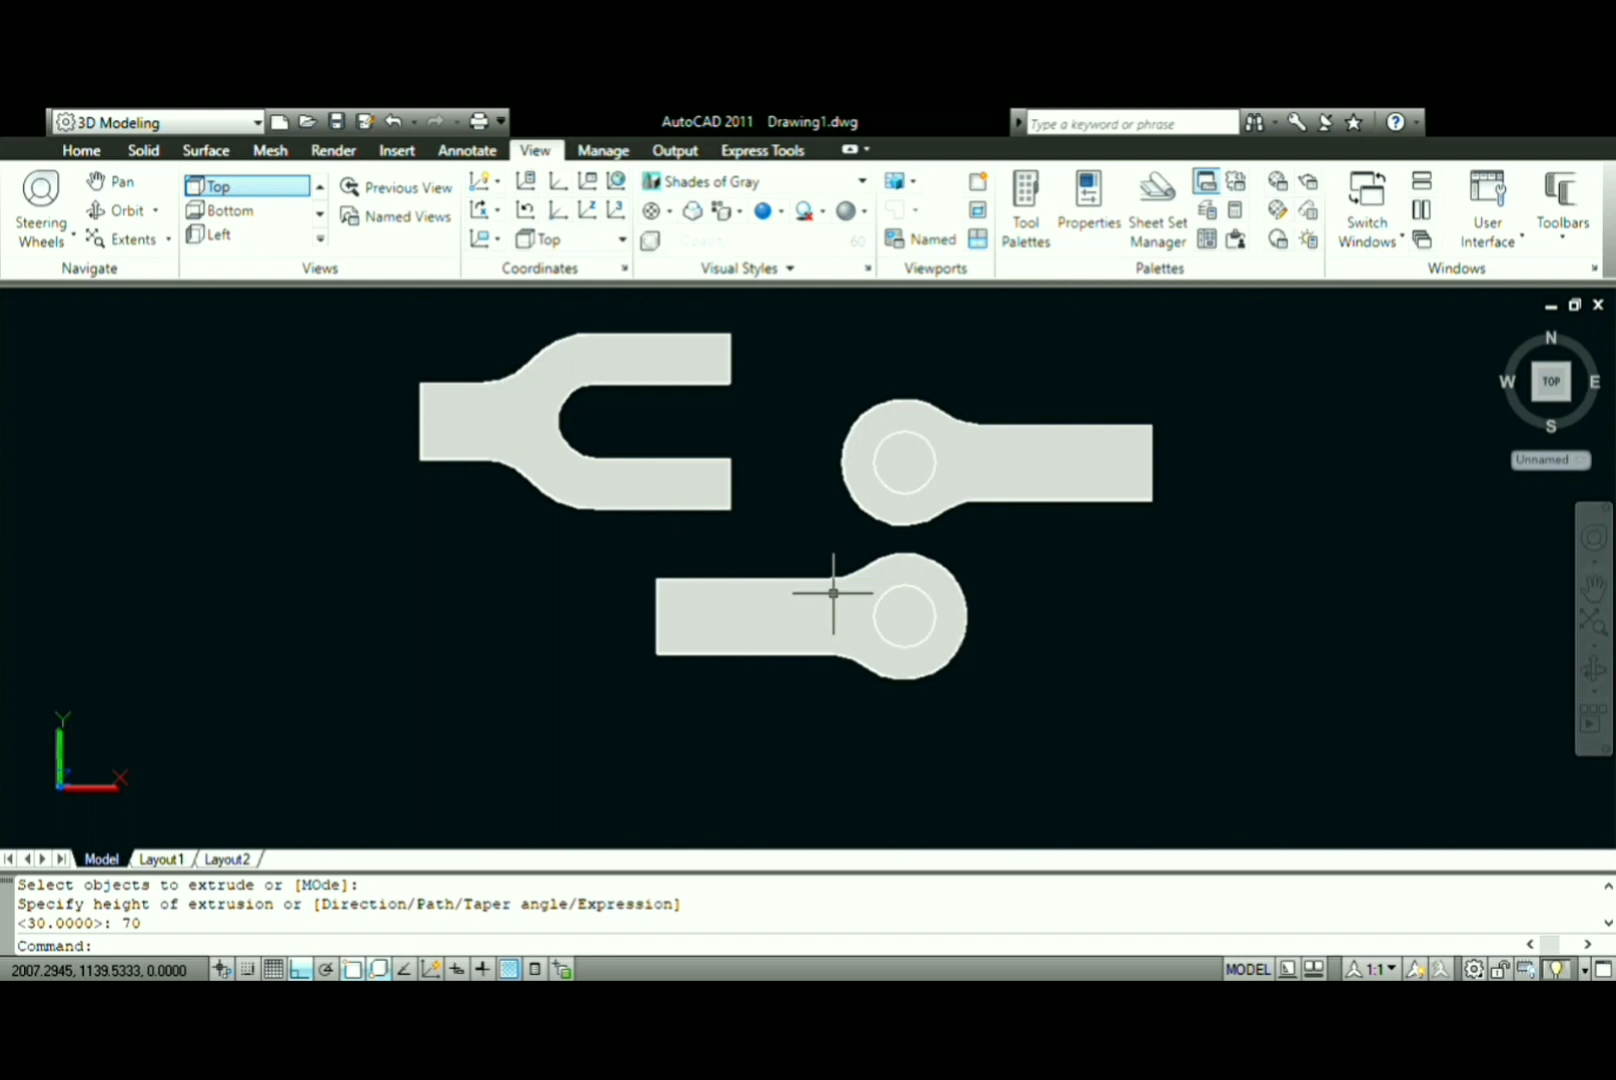 3D Modeling
AutoCAD 2011 Drawing1.dwg
Type a keyword or phrase
Home Solid Surface Mesh Render Insert Annotate View Manage Output Express Tools
Steering Wheels
Pan
Orbit
Extents
Navigate
Top
Bottom
Left
Previous View
Named Views
Views
Top
Coordinates
Shades of Gray
60
Visual Styles
Named
Viewports
Tool Palettes
Properties
Sheet Set Manager
Palettes
Switch Windows
User Interface
Toolbars
Windows
N
W TOP E
S
Unnamed
Y
X
Model Layout1 Layout2
Select objects to extrude or [MOde]:
Specify height of extrusion or [Direction/Path/Taper angle/Expression]
<30.0000>: 70
Command:
2007.2945, 1139.5333, 0.0000
MODEL
1:1